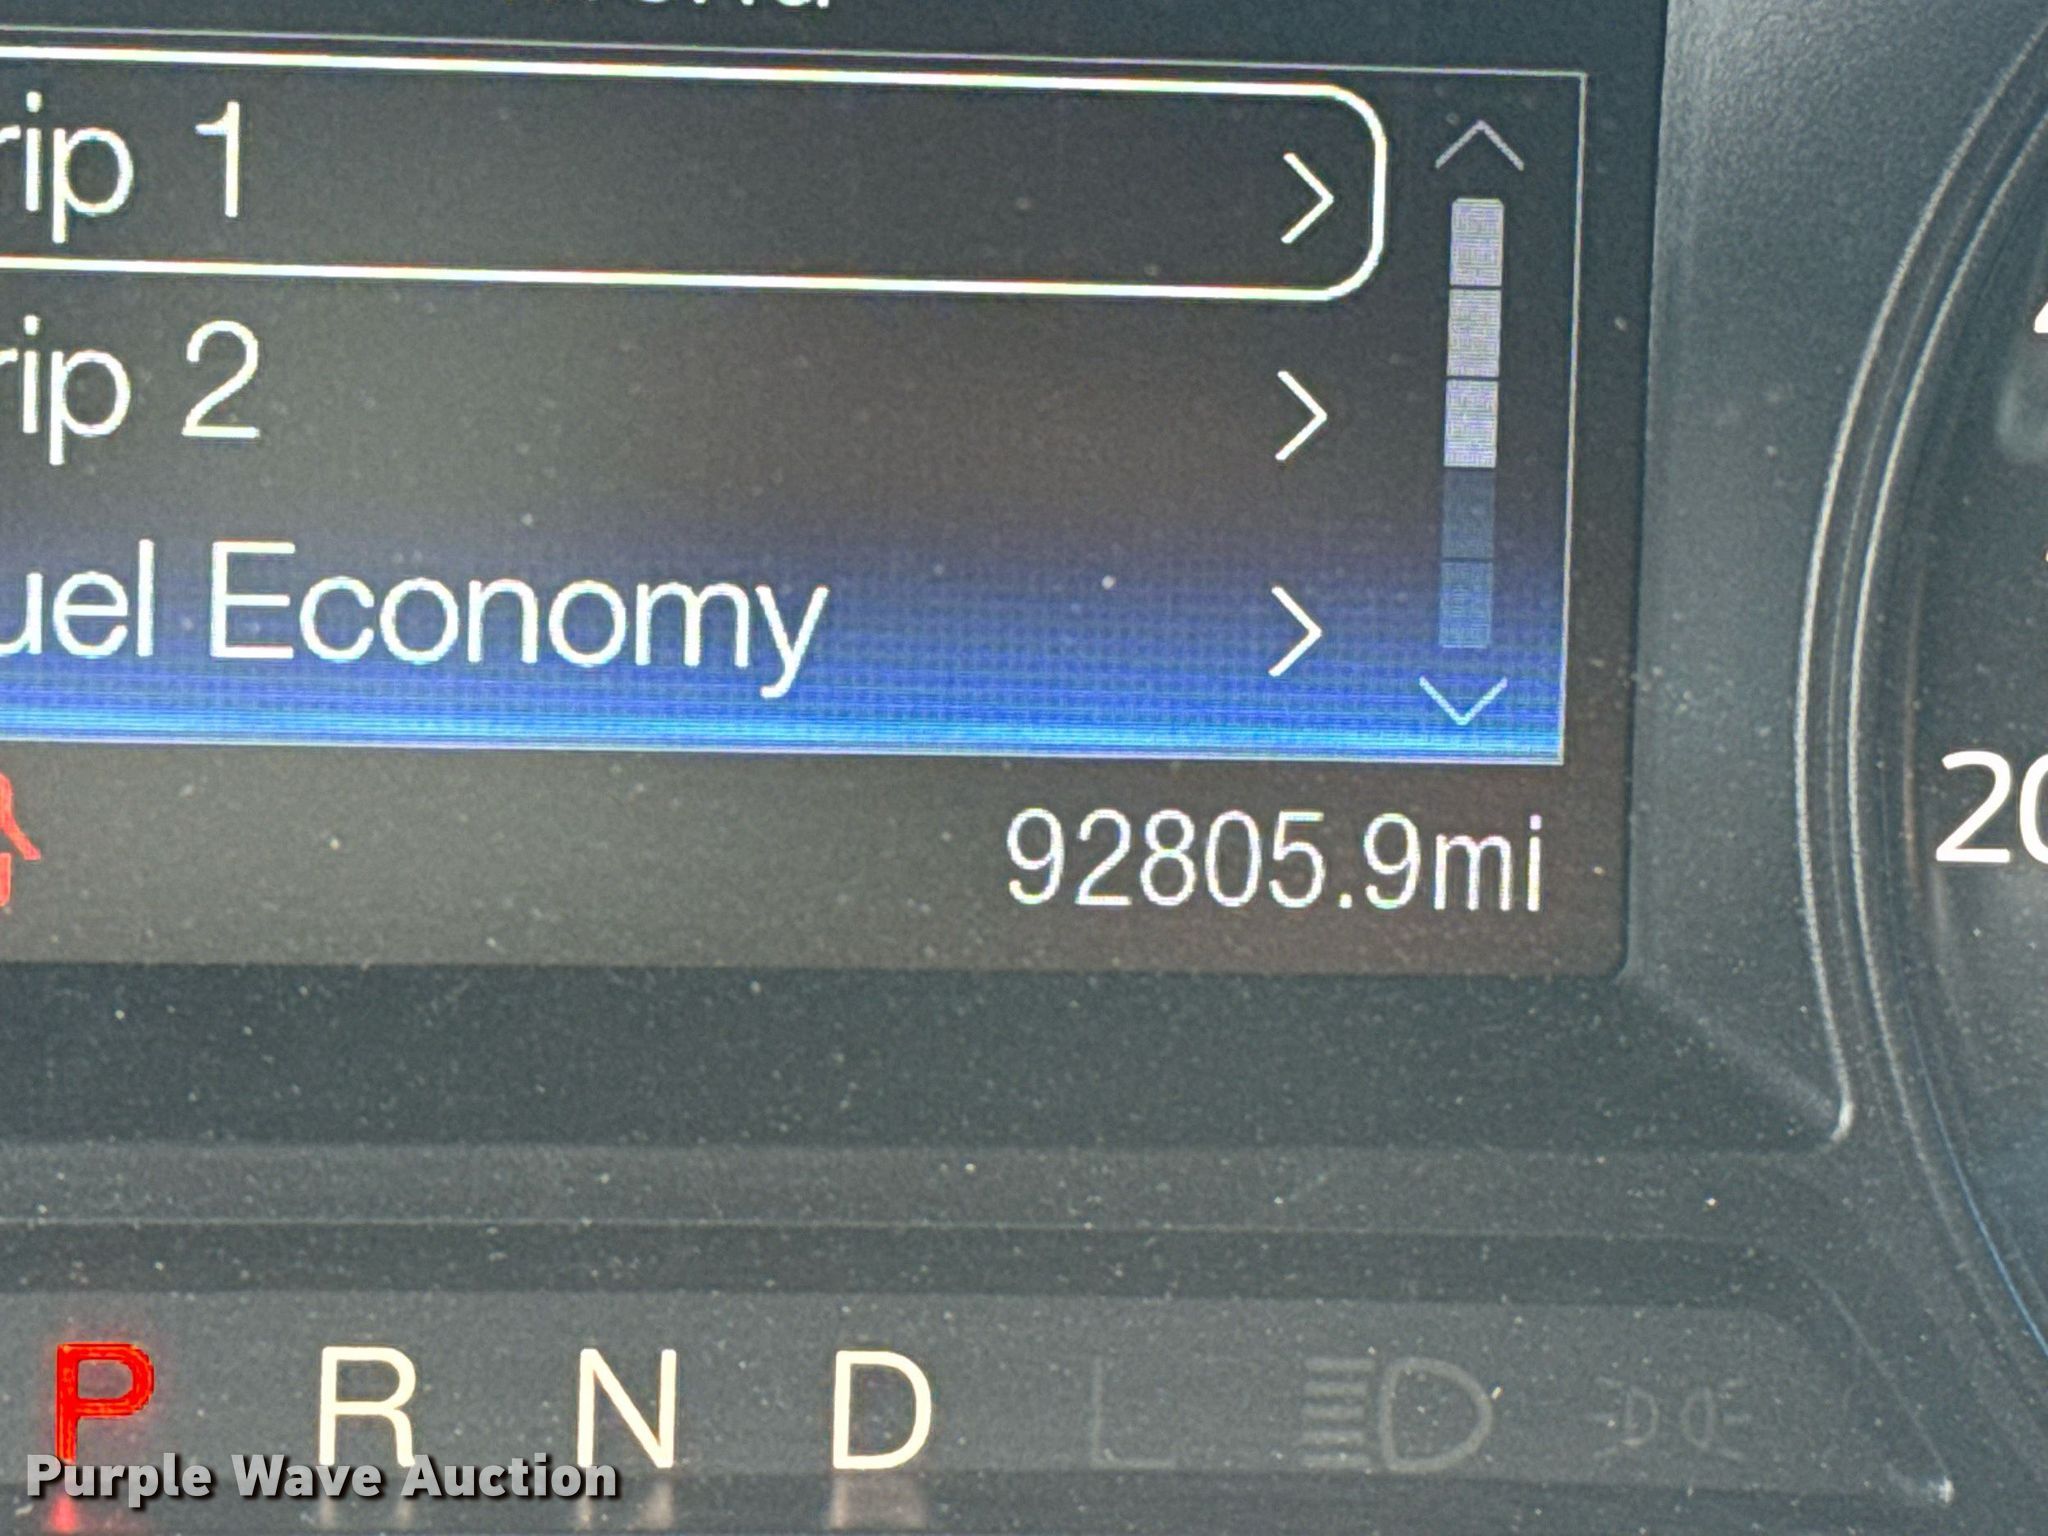 rip 1
rip 2
uel Economy
92805.9mi
20
P R N D L
Purple Wave Auction